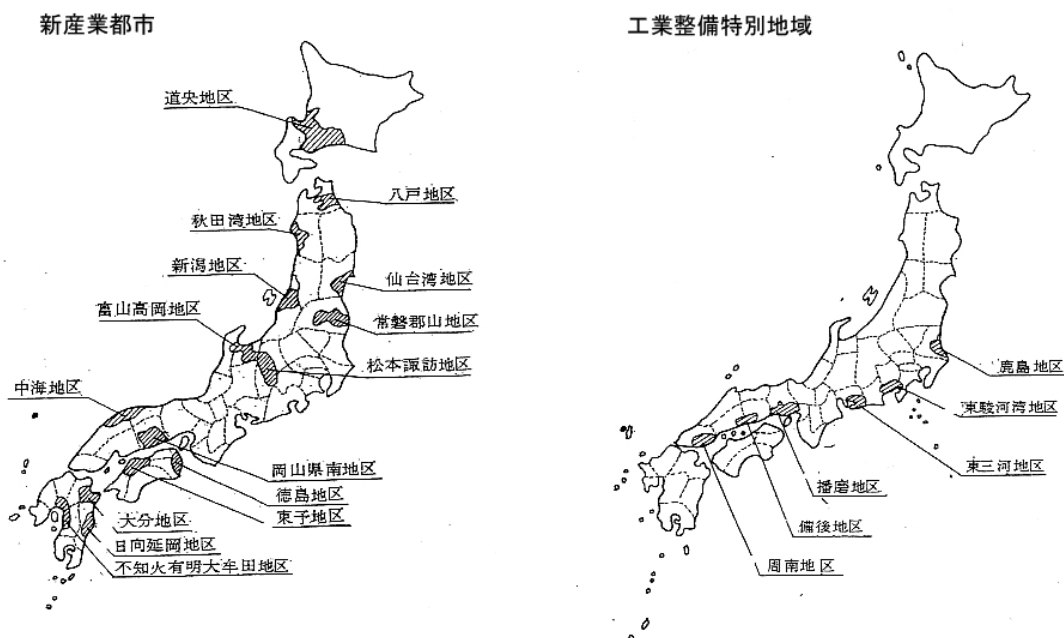 新産業都市
道央地区
八戸地区
秋田湾地区
新潟地区
仙台湾地区
富山高岡地区
常磐郡山地区
松本諏訪地区
中海地区
岡山県南地区
徳島地区
東予地区
大分地区
日向延岡地区
不知火有明大牟田地区
工業整備特別地域
鹿島地区
東駿河湾地区
東三河地区
播磨地区
備後地区
周南地区